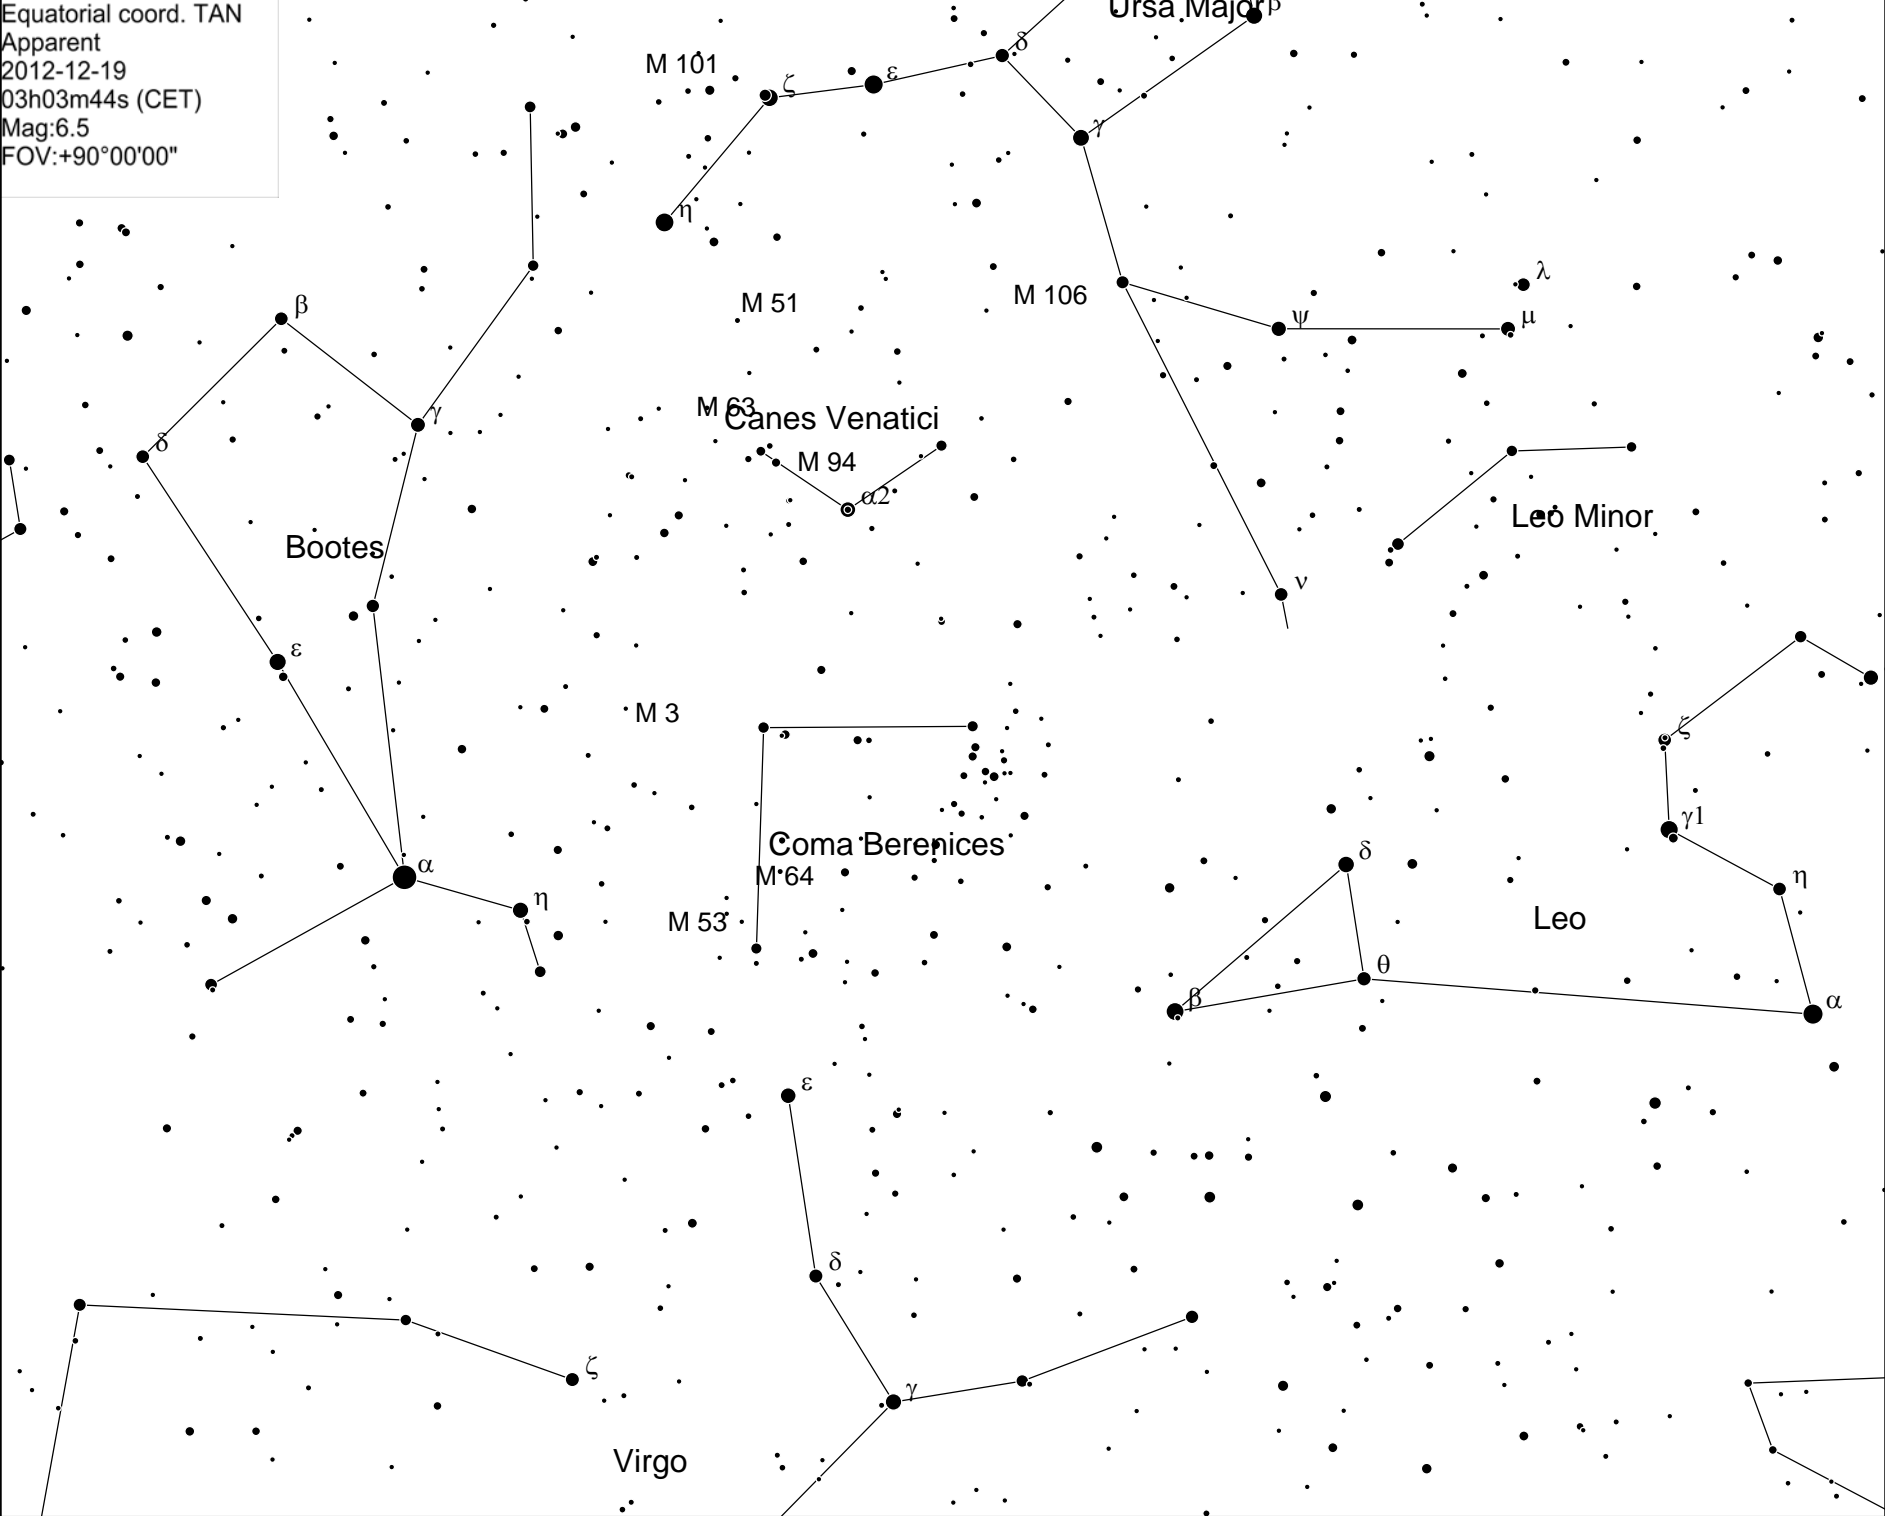 Equatorial coord. TAN
Apparent
2012-12-19
03h03m44s (CET)
Mag:6.5
FOV:+90°00'00"
Ursa Major β
δ
M 101
ζ
ε
γ
η
λ
M 51
M 106
β
ψ
μ
M 63
γ
Canes Venatici
δ
M 94
α2
Leo Minor
Bootes
ν
ε
M 3
ζ
γ1
Coma Berenices
δ
α
M 64
η
η
M 53
Leo
θ
β
α
ε
δ
ζ
γ
Virgo